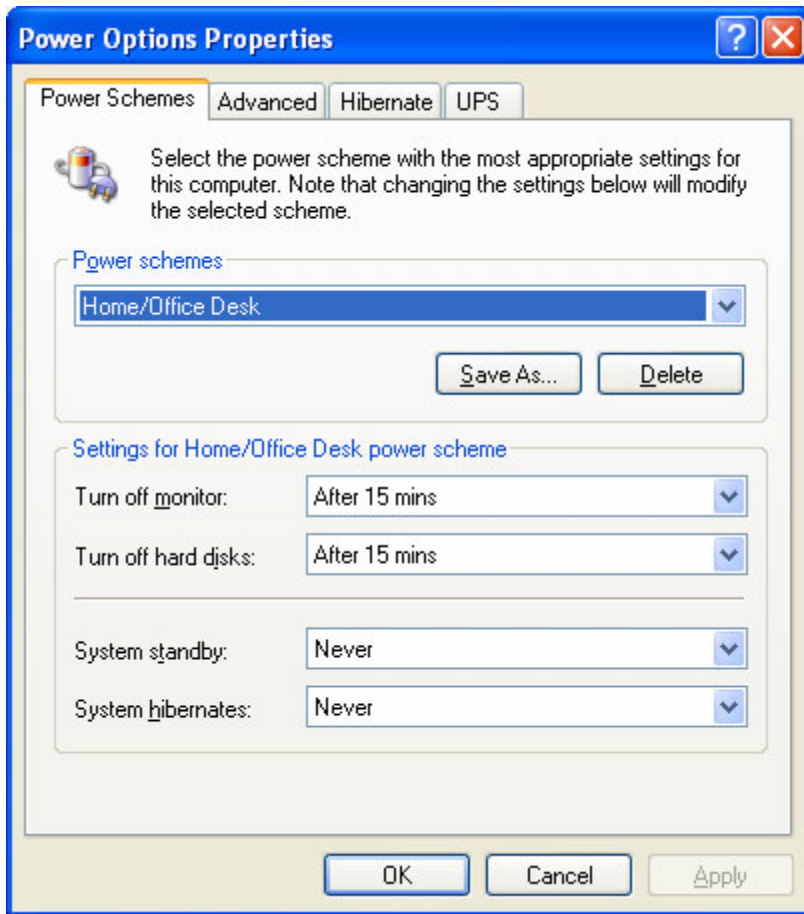 Power Options Properties
Power Schemes Advanced Hibernate UPS
Select the power scheme with the most appropriate settings for
this computer. Note that changing the settings below will modify
the selected scheme.
Power schemes
Home/Office Desk
Save As... Delete
Settings for Home/Office Desk power scheme
Turn off monitor: After 15 mins
Turn off hard disks: After 15 mins
System standby: Never
System hibernates: Never
OK Cancel Apply